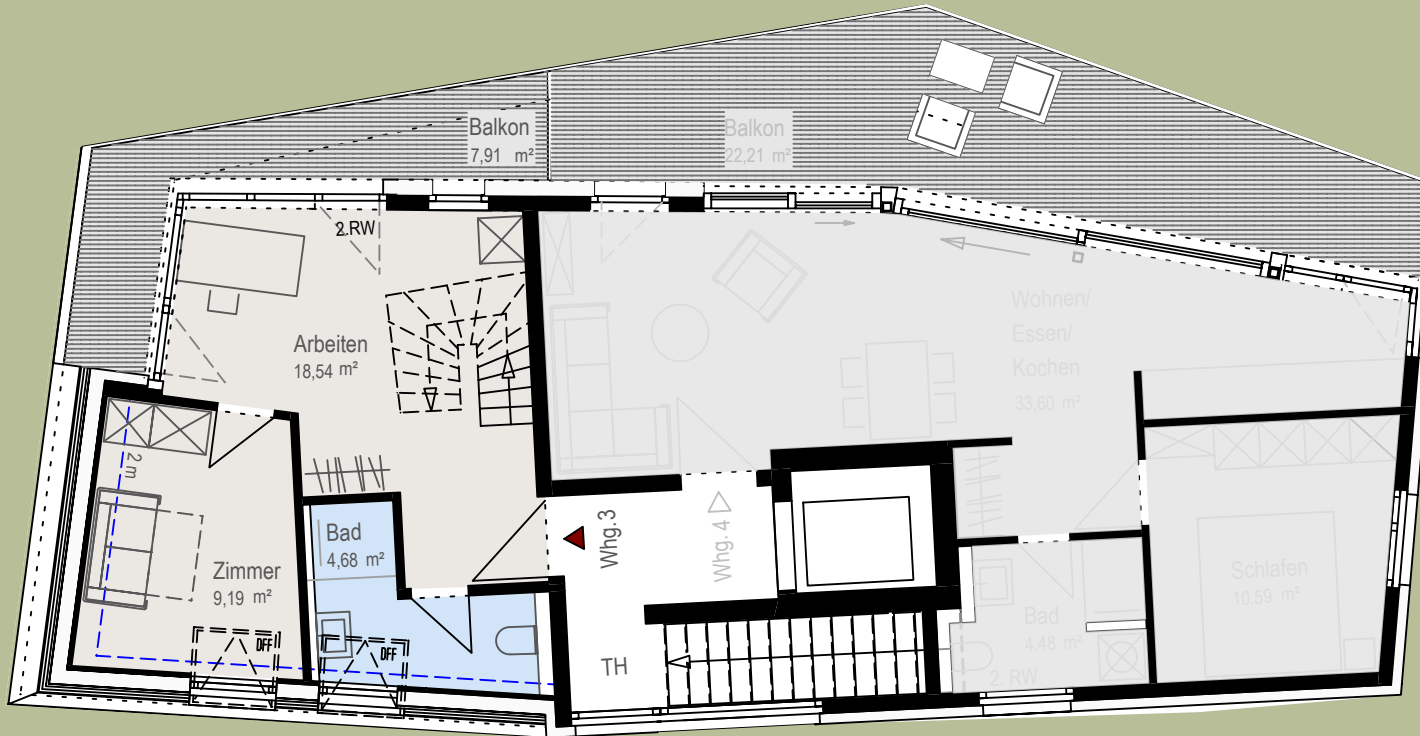 Balkon
7,91 m²
Balkon
22,21 m²
2.RW
Arbeiten
18,54 m²
Wohnen/
Essen/
Kochen
33,60 m²
2 m
Zimmer
9,19 m²
Bad
4,68 m²
Whg. 3
Whg. 4
Schlafen
10.59 m²
Bad
4,48 m²
2. RW
DFF
DFF
TH